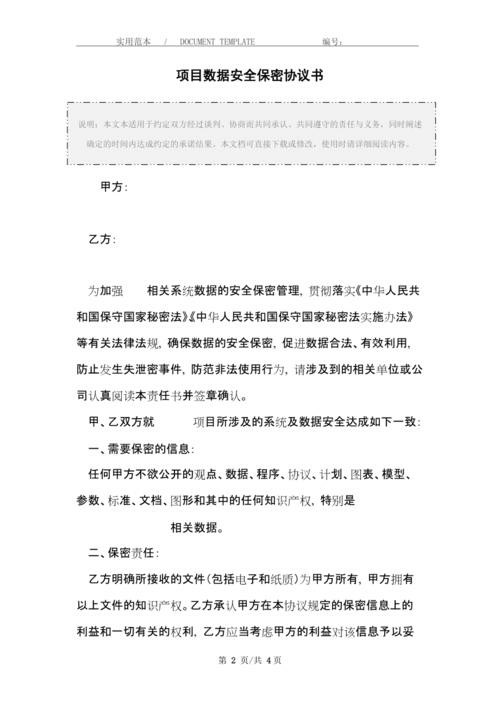 实用范本 / DOCUMENT TEMPLATE 编号：
项目数据安全保密协议书
说明：本文本适用于约定双方经过谈判、协商而共同承认、共同遵守的责任与义务，同时阐述
确定的时间内达成约定的承诺结果。本文档可直接下载或修改，使用时请详细阅读内容。
甲方：
乙方：
为加强 相关系统数据的安全保密管理，贯彻落实《中华人民共
和国保守国家秘密法》、《中华人民共和国保守国家秘密法实施办法》
等有关法律法规，确保数据的安全保密，促进数据合法、有效利用，
防止发生失泄密事件，防范非法使用行为，请涉及到的相关单位或公
司认真阅读本责任书并签章确认。
甲、乙双方就 项目所涉及的系统及数据安全达成如下一致：
一、需要保密的信息：
任何甲方不欲公开的观点、数据、程序、协议、计划、图表、模型、
参数、标准、文档、图形和其中的任何知识产权，特别是
相关数据。
二、保密责任：
乙方明确所接收的文件（包括电子和纸质）为甲方所有，甲方拥有
以上文件的知识产权。乙方承认甲方在本协议规定的保密信息上的
利益和一切有关的权利，乙方应当考虑甲方的利益对该信息予以妥
第 2 页/共 4页